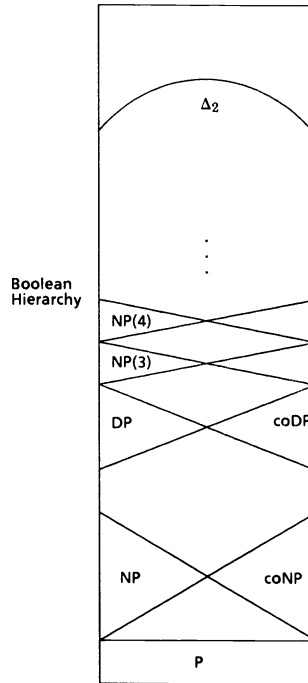 Δ₂
.
.
.
Boolean
Hierarchy
NP(4)
NP(3)
DP coDP
NP coNP
P